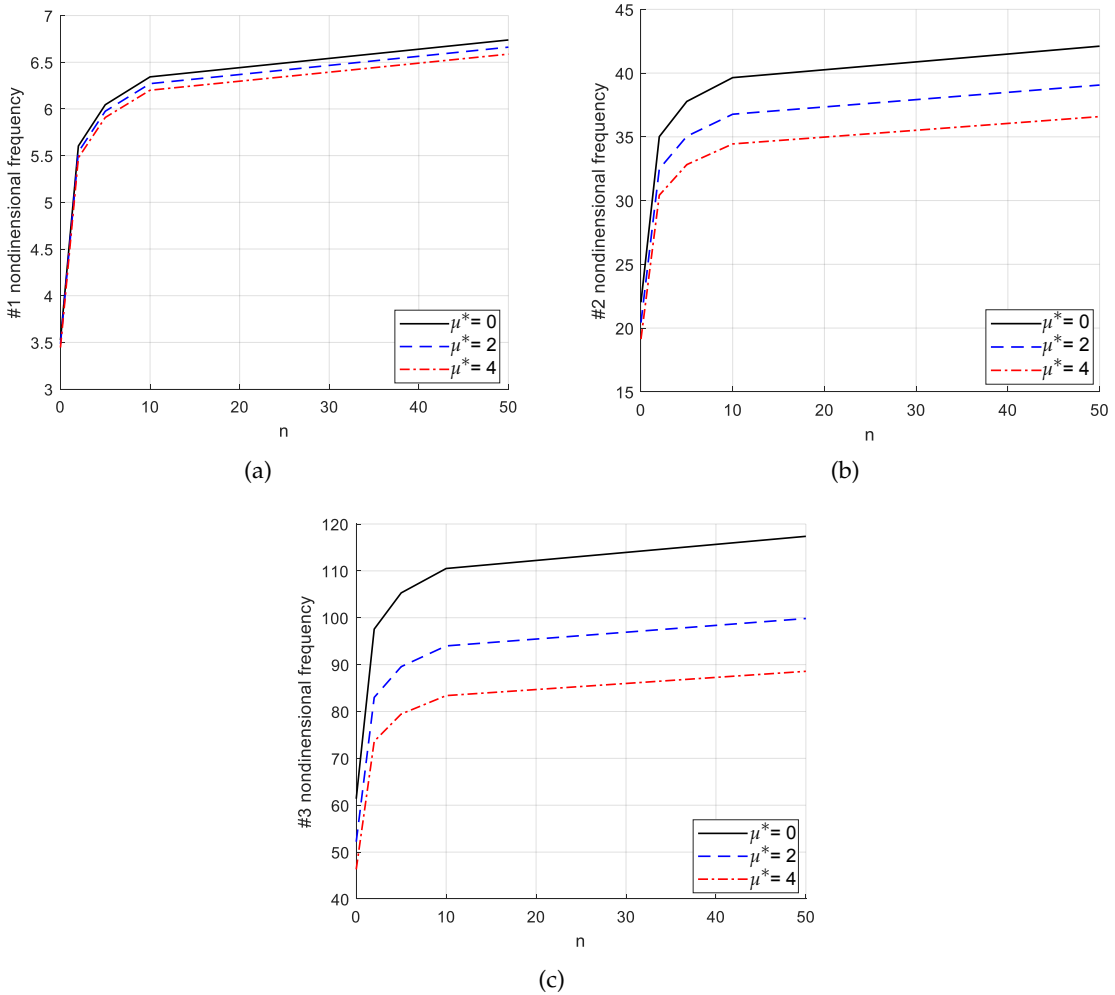 7
6.5
6
5.5
5
4.5
4
3.5
3
0 10 20 30 40 50
#1 nondinensional frequency
n
μ*= 0
μ*= 2
μ*= 4
(a)
45
40
35
30
25
20
15
0 10 20 30 40 50
#2 nondinensional frequency
n
μ*= 0
μ*= 2
μ*= 4
(b)
120
110
100
90
80
70
60
50
40
0 10 20 30 40 50
#3 nondinensional frequency
n
μ*= 0
μ*= 2
μ*= 4
(c)